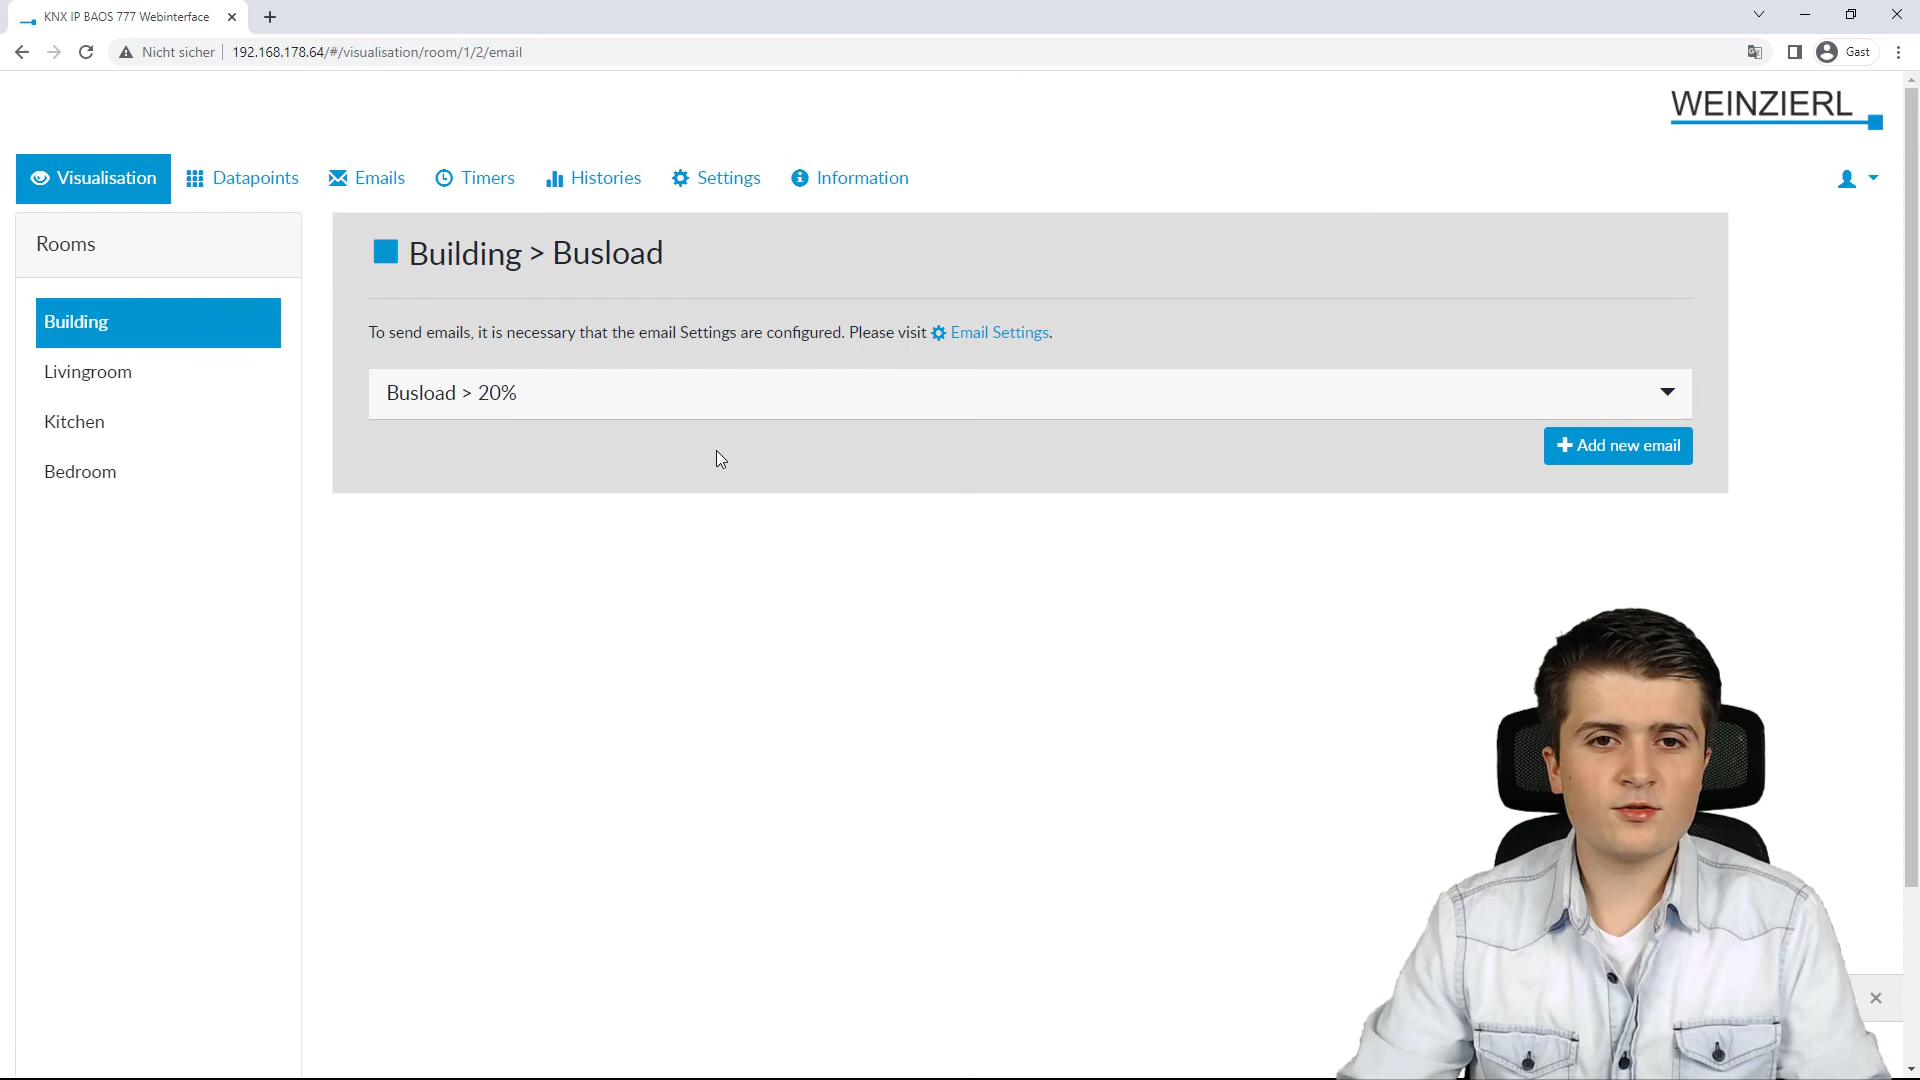 KNX IP BAOS 777 Webinterface
Nicht sicher 192.168.178.64/#/visualisation/room/1/2/email Gast
WEINZIERL
Visualisation Datapoints Emails Timers Histories Settings Information
Rooms
Building
Livingroom
Kitchen
Bedroom
Building > Busload
To send emails, it is necessary that the email Settings are configured. Please visit Email Settings.
Busload > 20%
Add new email